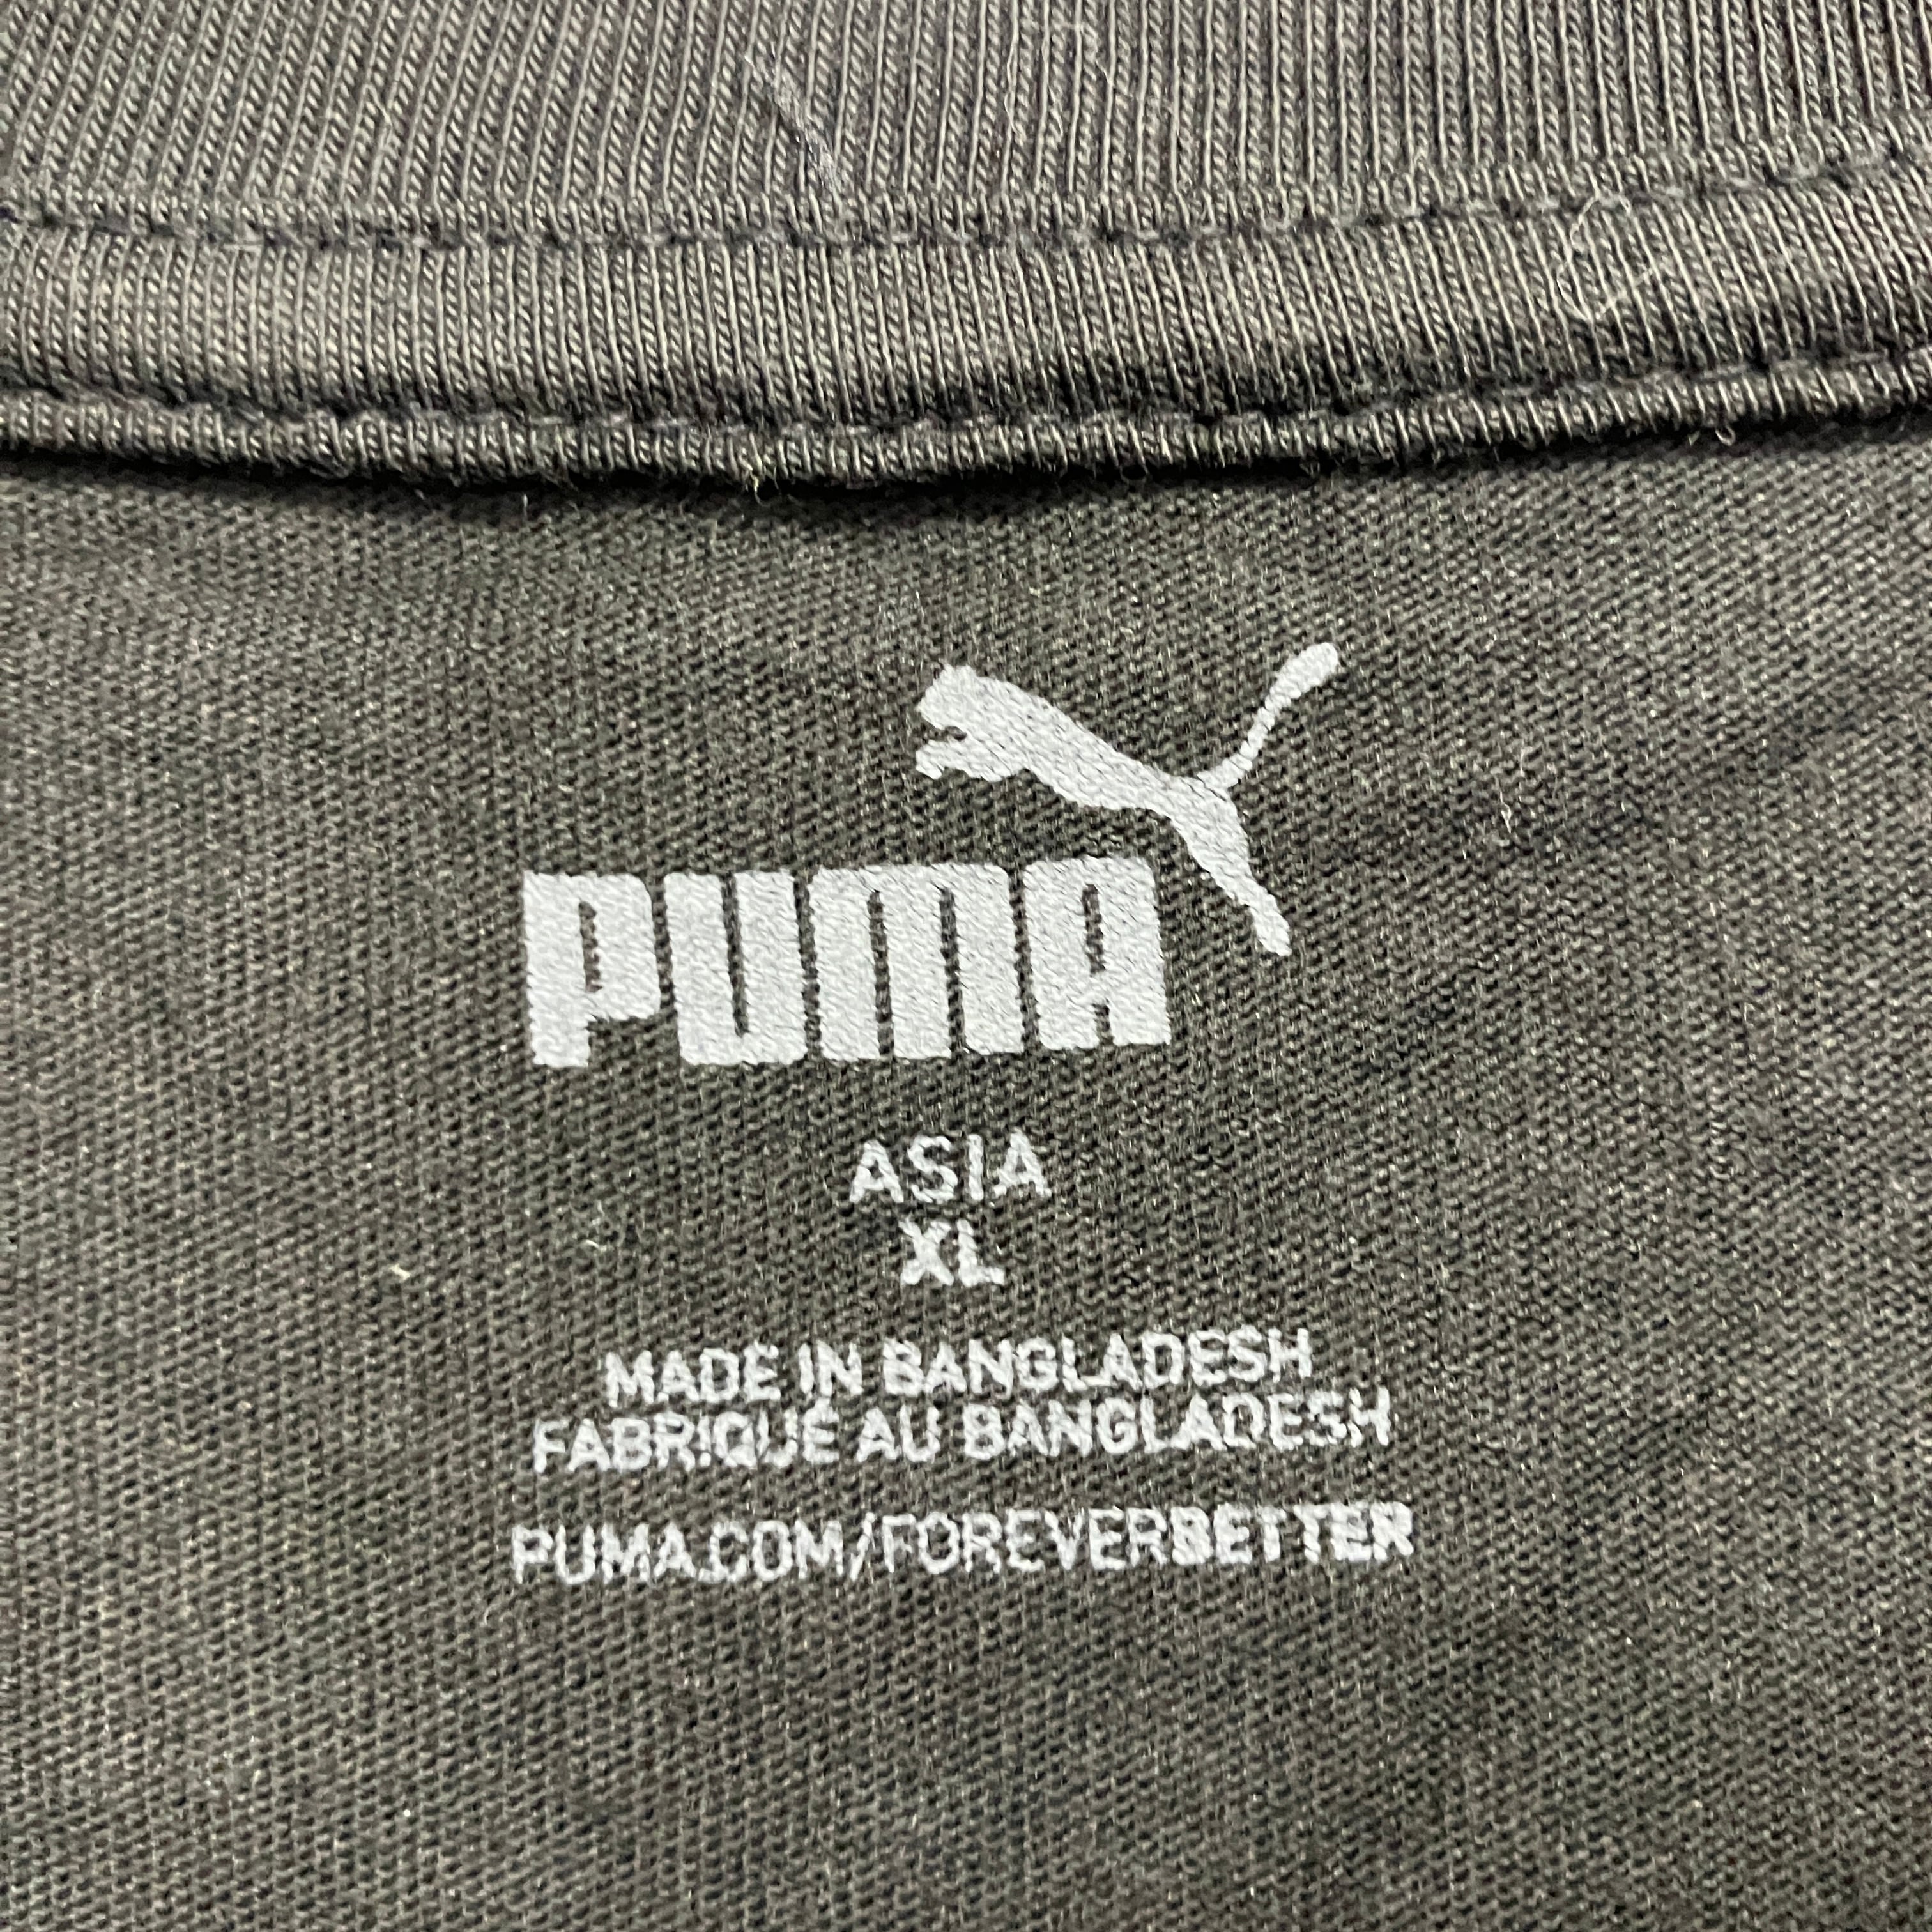 PUMA
ASIA
XL
MADE IN BANGLADESH
FABRIQUÉ AU BANGLADESH
PUMA.COM/FOREVERBETTER